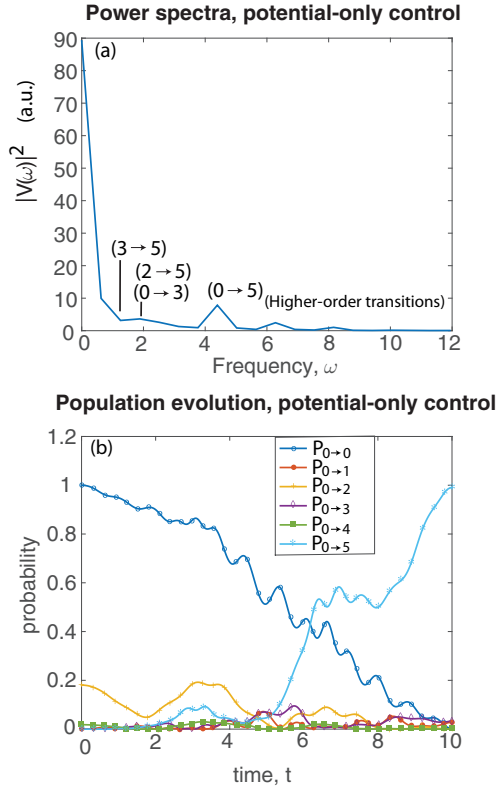 Power spectra, potential-only control
(a)
|V(ω)|² (a.u.)
90
80
70
60
50
40
30
20
10
0
(3→5)
(2→5)
(0→3)
(0→5)
(Higher-order transitions)
0 2 4 6 8 10 12
Frequency, ω
Population evolution, potential-only control
(b)
probability
1.2
1
0.8
0.6
0.4
0.2
0
P0→0
P0→1
P0→2
P0→3
P0→4
P0→5
0 2 4 6 8 10
time, t